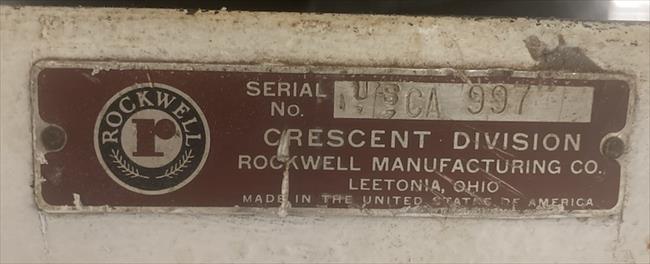 ROCKWELL
r
ROCKWELL
SERIAL
No. CA 997
CRESCENT DIVISION
ROCKWELL MANUFACTURING CO.
LEETONIA, OHIO
MADE IN THE UNITED STATES OF AMERICA